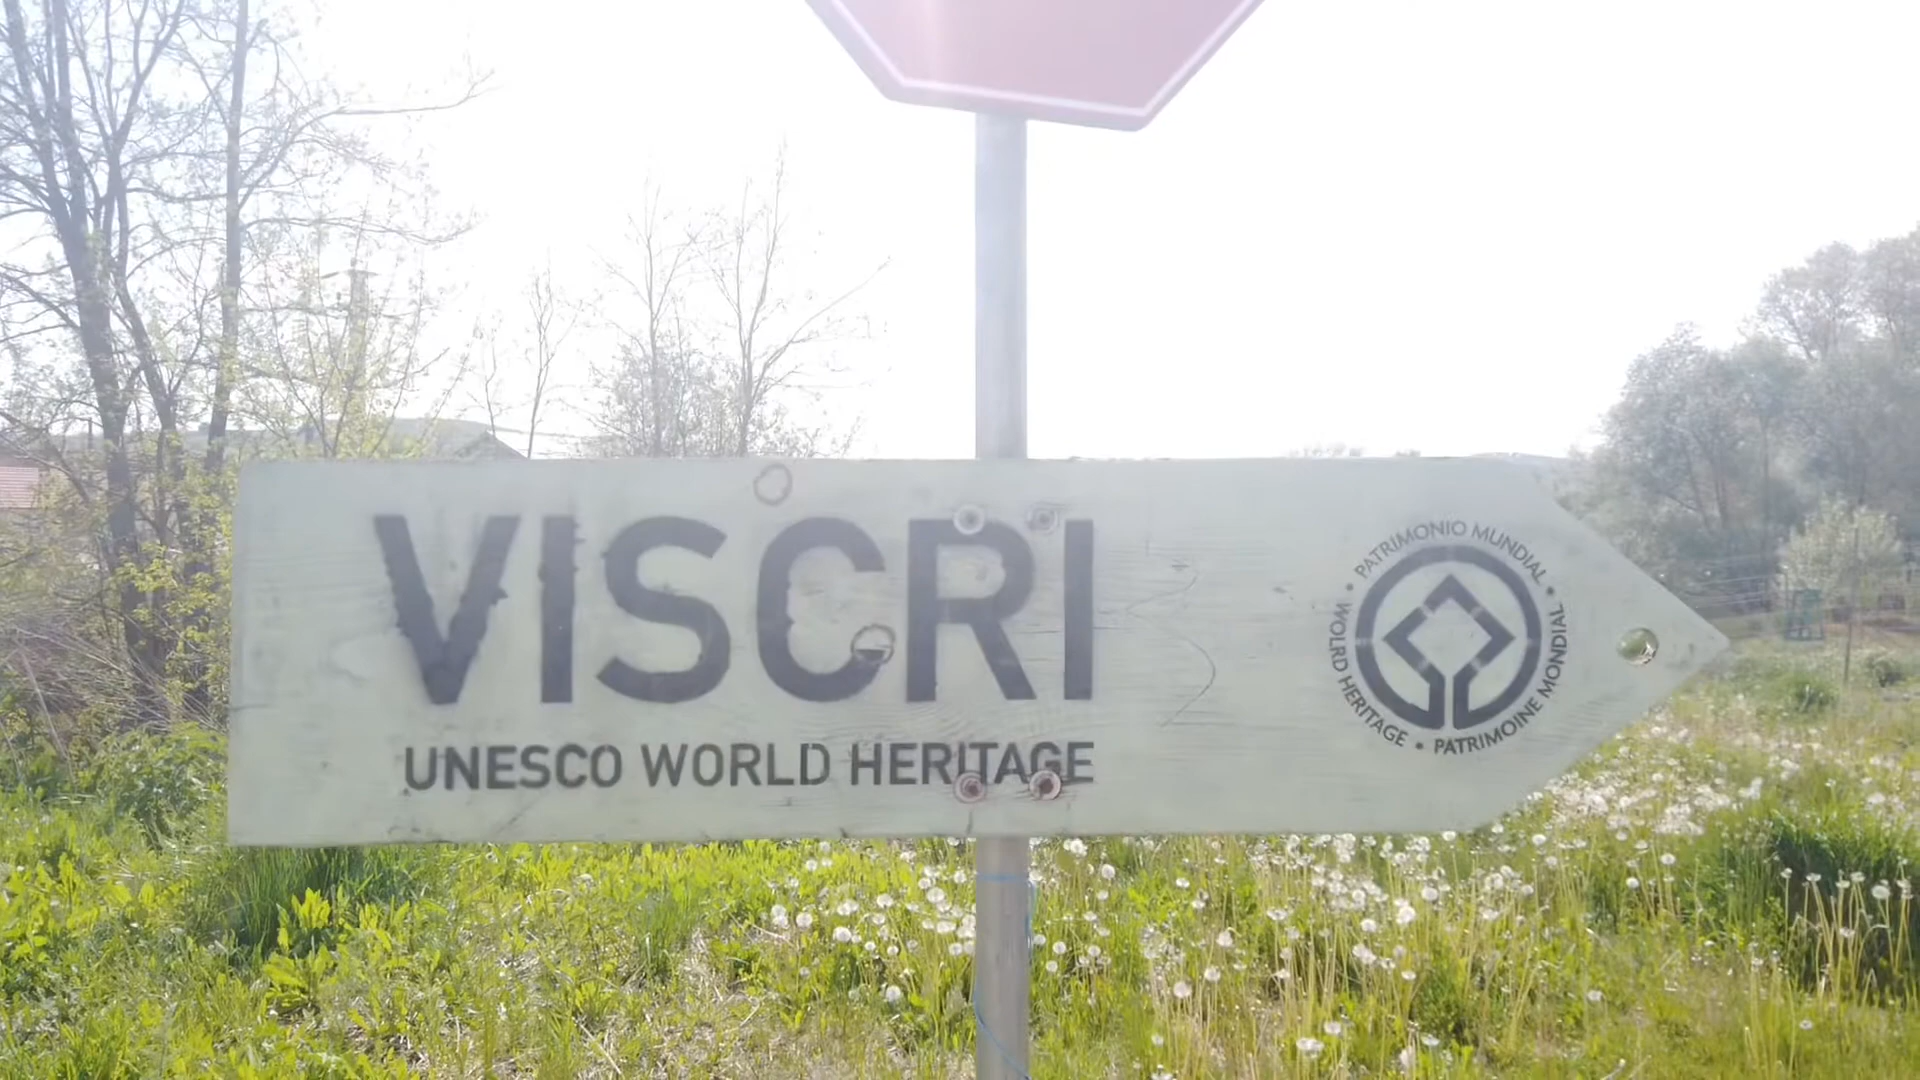 VISCRI
UNESCO WORLD HERITAGE
• PATRIMONIO MUNDIAL •
WOLRD HERITAGE • PATRIMOINE MONDIAL